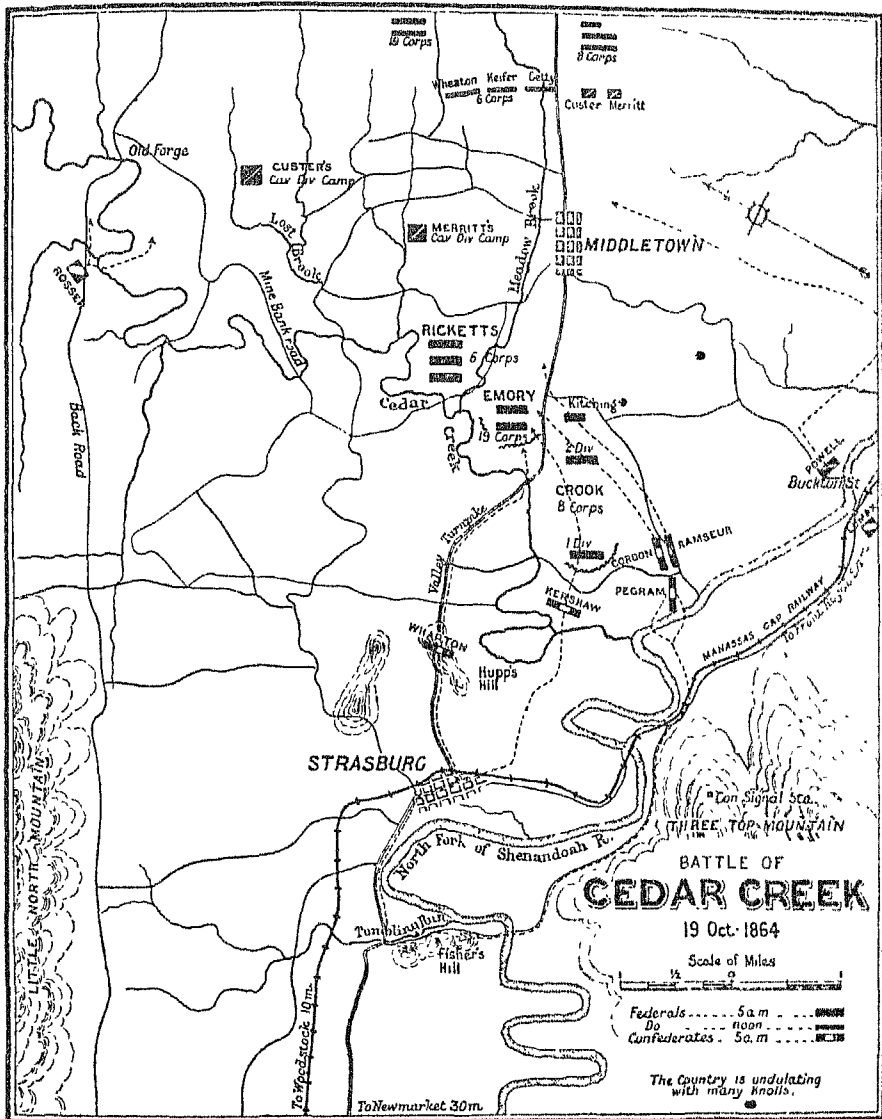 19 Corps
8 Corps
Wheaton Keifer Getty
6 Corps
Custer Merritt
Old Forge
CUSTER'S
Cav Div Camp
Lost Brook
MERRITT'S
Cav Div Camp
Meadow Brook
MIDDLETOWN
ROSSER
Mine Bank road
RICKETTS
6 Corps
Cedar Creek
EMORY
19 Corps
Kitching
2 Div
CROOK
8 Corps
1 Div
POWELL
Buckton St
LOMAX
Back Road
Valley Turnpike
GORDON
RAMSEUR
PEGRAM
KERSHAW
WHARTON
Hupp's
Hill
MANASSAS GAP RAILWAY
To Front Royal
STRASBURG
LITTLE NORTH MOUNTAIN
North Fork of Shenandoah R.
Con Signal Sta.
THREE TOP MOUNTAIN
Tumbling Run
Fisher's
Hill
To Woodstock 10 m.
To Newmarket 30 m.
BATTLE OF
CEDAR CREEK
19 Oct. 1864
Scale of Miles
½ 0 1
Federals ...... 5 a m
Do noon
Confederates . 5 a. m
The Country is undulating
with many Knolls.